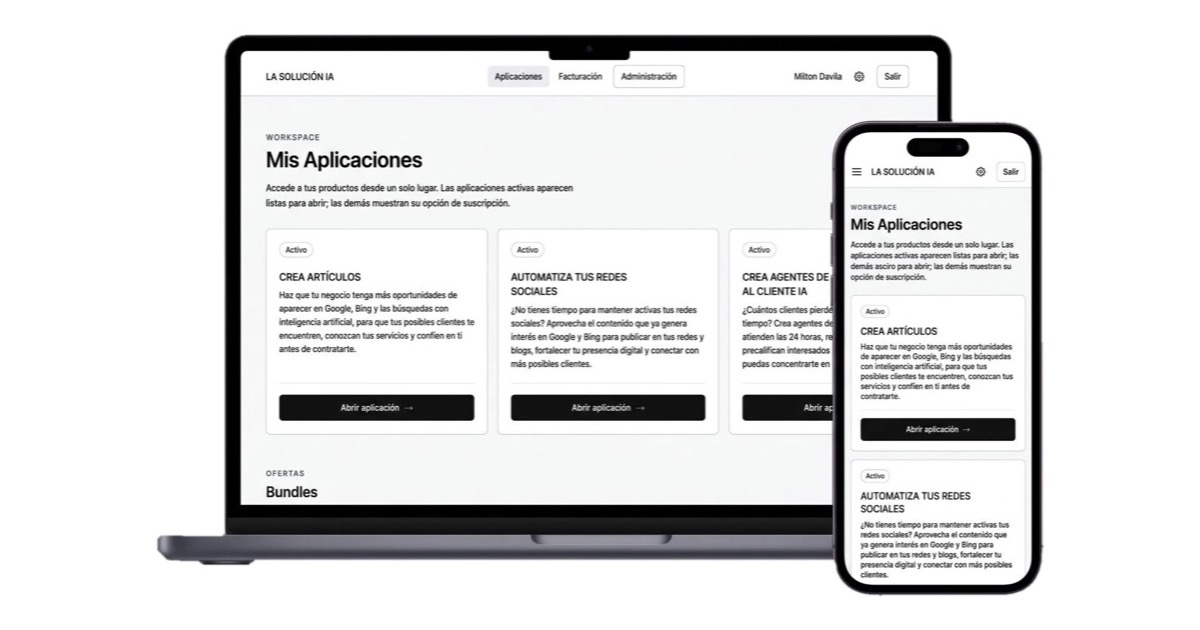 LA SOLUCIÓN IA
Aplicaciones
Facturación
Administración
Milton Davila
Salir
WORKSPACE
Mis Aplicaciones
Accede a tus productos desde un solo lugar. Las aplicaciones activas aparecen
listas para abrir; las demás muestran su opción de suscripción.
Activo
CREA ARTÍCULOS
Haz que tu negocio tenga más oportunidades de
aparecer en Google, Bing y las búsquedas con
inteligencia artificial, para que tus posibles clientes te
encuentren, conozcan tus servicios y confíen en ti
antes de contratarte.
Abrir aplicación →
Activo
AUTOMATIZA TUS REDES
SOCIALES
¿No tienes tiempo para mantener activas tus redes
sociales? Aprovecha el contenido que ya genera
interés en Google y Bing para publicar en tus redes y
blogs, fortalecer tu presencia digital y conectar con
más posibles clientes.
Abrir aplicación →
Activo
CREA AGENTES DE
AL CLIENTE IA
¿Cuántos clientes pierde
tiempo? Crea agentes de
atienden las 24 horas, re
precalifican interesados
puedas concentrarte en
Abrir ap
OFERTAS
Bundles
LA SOLUCIÓN IA
Salir
WORKSPACE
Mis Aplicaciones
Accede a tus productos desde un solo lugar. Las
aplicaciones activas aparecen listas para abrir; las
demás asciro para abrir; las demás muestran su
opción de suscripción.
Activo
CREA ARTÍCULOS
Haz que tu negocio tenga más oportunidades
de aparecer en Google, Bing y las búsquedas
con inteligencia artificial, para que tus
posibles clientes te encuentren, conozcan tus
servicios y confíen en ti antes de
contratarte.
Abrir aplicación →
Activo
AUTOMATIZA TUS REDES
SOCIALES
¿No tienes tiempo para mantener activas tus
redes sociales? Aprovecha el contenido que
ya genera interés en Google y Bing para
publicar en tus redes y blogs, fortalecer tu
presencia digital y conectar con más posibles
clientes.